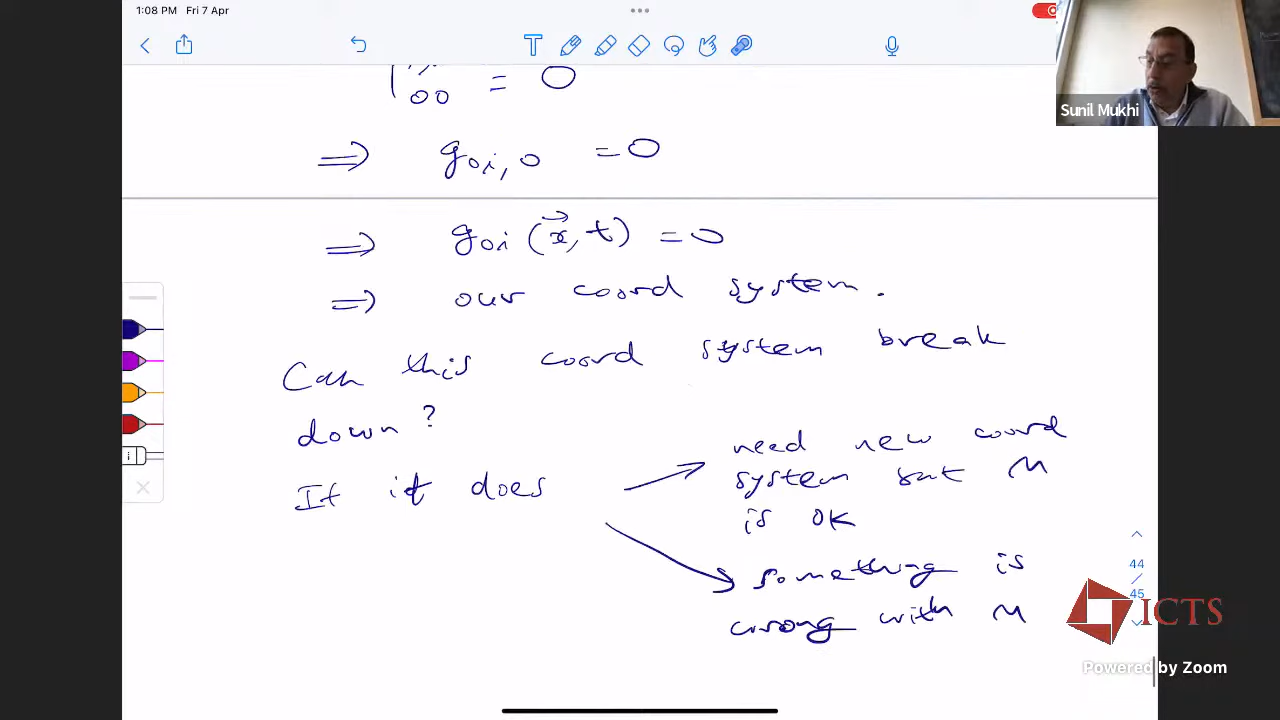 1:08 PM Fri 7 Apr
Sunil Mukhi
00 = 0
⟹ g₀ᵢ,₀ = 0
⟹ g₀ᵢ (x⃗, t) = 0
⟹ our coord system.
Can this coord system break
down?
If it does
need new coord
system but M
is OK
something is
wrong with M
44
45
ICTS
Powered by Zoom